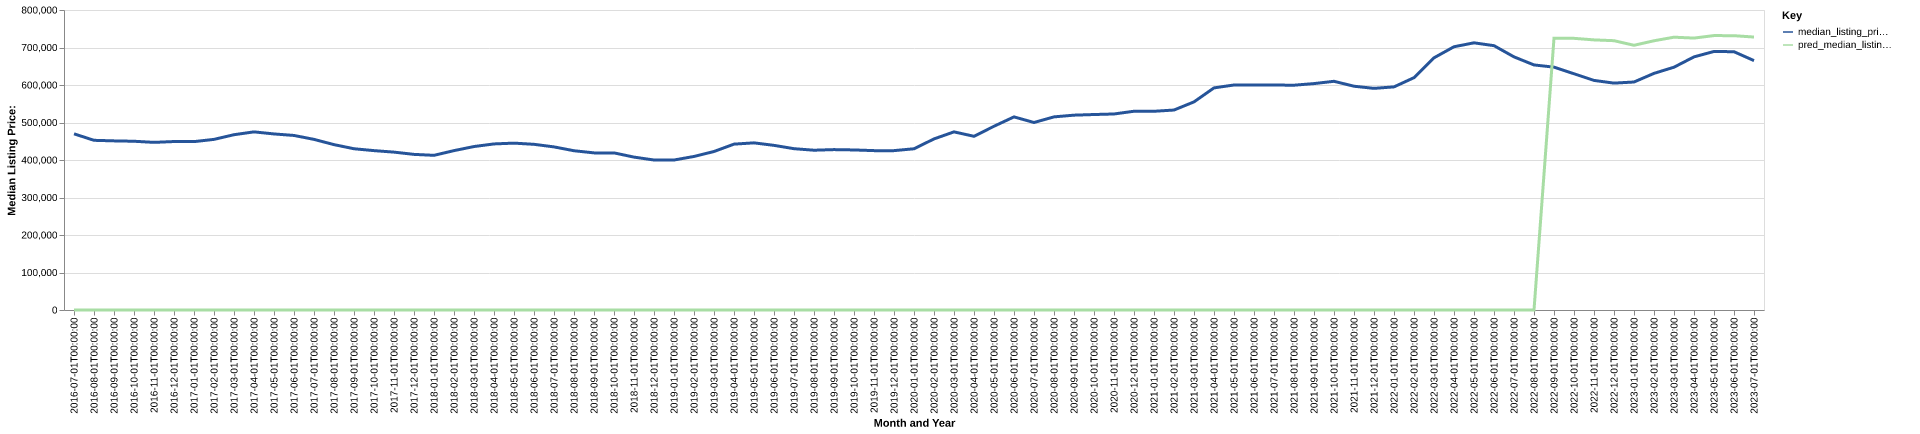 800,000
700,000
600,000
500,000
400,000
300,000
200,000
100,000
0
Median Listing Price:
2016-07-01T00:00:00
2016-08-01T00:00:00
2016-09-01T00:00:00
2016-10-01T00:00:00
2016-11-01T00:00:00
2016-12-01T00:00:00
2017-01-01T00:00:00
2017-02-01T00:00:00
2017-03-01T00:00:00
2017-04-01T00:00:00
2017-05-01T00:00:00
2017-06-01T00:00:00
2017-07-01T00:00:00
2017-08-01T00:00:00
2017-09-01T00:00:00
2017-10-01T00:00:00
2017-11-01T00:00:00
2017-12-01T00:00:00
2018-01-01T00:00:00
2018-02-01T00:00:00
2018-03-01T00:00:00
2018-04-01T00:00:00
2018-05-01T00:00:00
2018-06-01T00:00:00
2018-07-01T00:00:00
2018-08-01T00:00:00
2018-09-01T00:00:00
2018-10-01T00:00:00
2018-11-01T00:00:00
2018-12-01T00:00:00
2019-01-01T00:00:00
2019-02-01T00:00:00
2019-03-01T00:00:00
2019-04-01T00:00:00
2019-05-01T00:00:00
2019-06-01T00:00:00
2019-07-01T00:00:00
2019-08-01T00:00:00
2019-09-01T00:00:00
2019-10-01T00:00:00
2019-11-01T00:00:00
2019-12-01T00:00:00
2020-01-01T00:00:00
2020-02-01T00:00:00
2020-03-01T00:00:00
2020-04-01T00:00:00
2020-05-01T00:00:00
2020-06-01T00:00:00
2020-07-01T00:00:00
2020-08-01T00:00:00
2020-09-01T00:00:00
2020-10-01T00:00:00
2020-11-01T00:00:00
2020-12-01T00:00:00
2021-01-01T00:00:00
2021-02-01T00:00:00
2021-03-01T00:00:00
2021-04-01T00:00:00
2021-05-01T00:00:00
2021-06-01T00:00:00
2021-07-01T00:00:00
2021-08-01T00:00:00
2021-09-01T00:00:00
2021-10-01T00:00:00
2021-11-01T00:00:00
2021-12-01T00:00:00
2022-01-01T00:00:00
2022-02-01T00:00:00
2022-03-01T00:00:00
2022-04-01T00:00:00
2022-05-01T00:00:00
2022-06-01T00:00:00
2022-07-01T00:00:00
2022-08-01T00:00:00
2022-09-01T00:00:00
2022-10-01T00:00:00
2022-11-01T00:00:00
2022-12-01T00:00:00
2023-01-01T00:00:00
2023-02-01T00:00:00
2023-03-01T00:00:00
2023-04-01T00:00:00
2023-05-01T00:00:00
2023-06-01T00:00:00
2023-07-01T00:00:00
Month and Year
Key
median_listing_pri…
pred_median_listin…